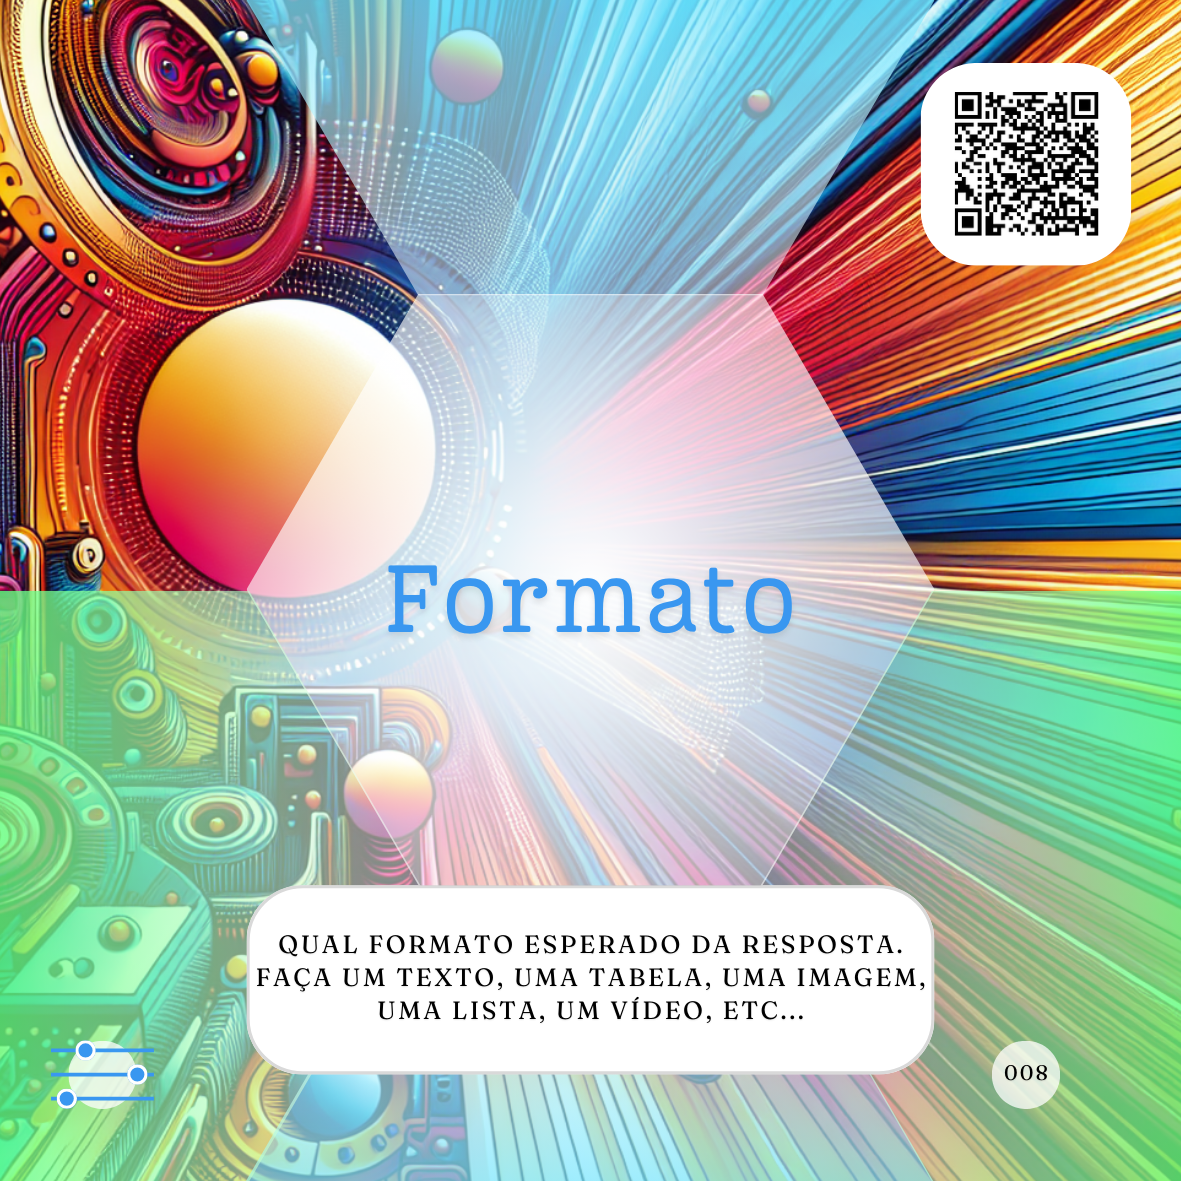 Formato
QUAL FORMATO ESPERADO DA RESPOSTA.
FAÇA UM TEXTO, UMA TABELA, UMA IMAGEM,
UMA LISTA, UM VÍDEO, ETC...
008